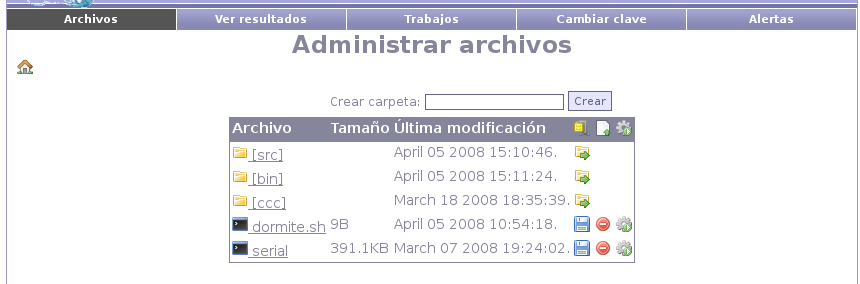 Archivos Ver resultados Trabajos Cambiar clave Alertas
Administrar archivos
Crear carpeta: Crear
Archivo Tamaño Última modificación
[src] April 05 2008 15:10:46.
[bin] April 05 2008 15:11:24.
[ccc] March 18 2008 18:35:39.
dormite.sh 9B April 05 2008 10:54:18.
serial 391.1KB March 07 2008 19:24:02.